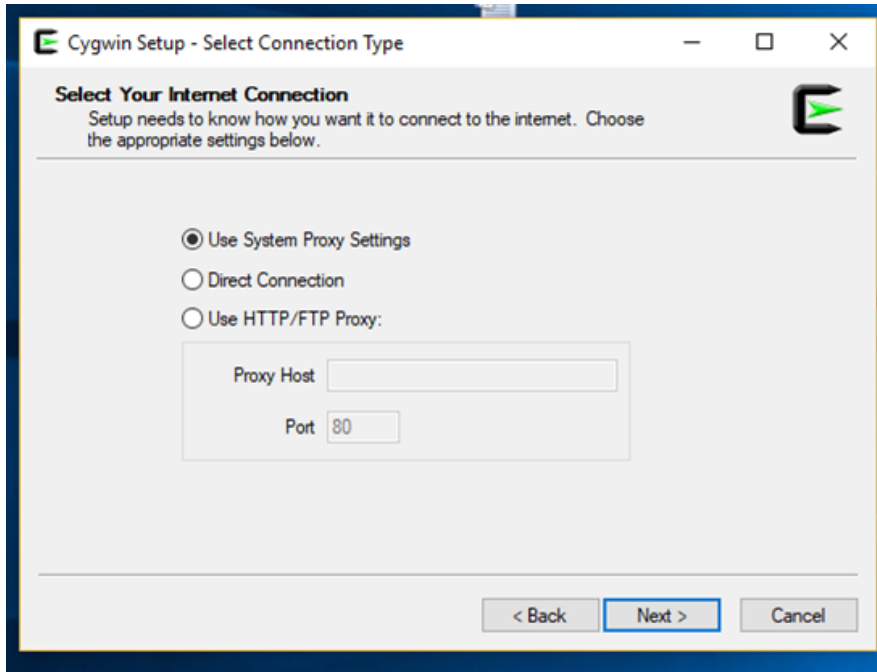 Cygwin Setup - Select Connection Type
Select Your Internet Connection
Setup needs to know how you want it to connect to the internet. Choose
the appropriate settings below.
Use System Proxy Settings
Direct Connection
Use HTTP/FTP Proxy:
Proxy Host
Port 80
< Back Next > Cancel